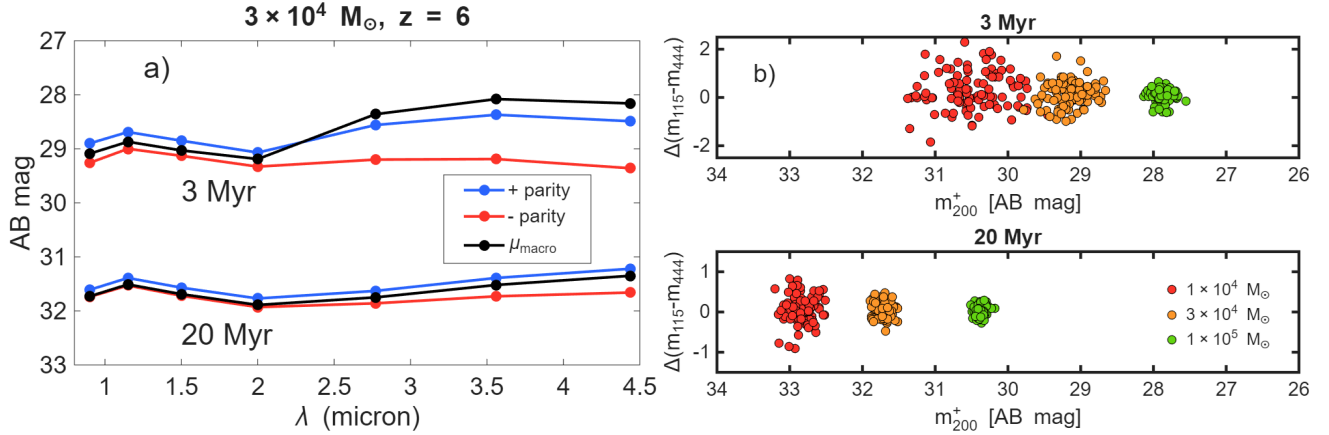 3 × 10⁴ M☉, z = 6
a)
27
28
29
30
31
32
33
AB mag
3 Myr
20 Myr
+ parity
- parity
μmacro
1
1.5
2
2.5
3
3.5
4
4.5
λ (micron)
3 Myr
b)
2
0
-2
Δ(m₁₁₅-m₄₄₄)
34
33
32
31
30
29
28
27
26
m⁺₂₀₀ [AB mag]
20 Myr
1
0
-1
Δ(m₁₁₅-m₄₄₄)
1 × 10⁴ M☉
3 × 10⁴ M☉
1 × 10⁵ M☉
34
33
32
31
30
29
28
27
26
m⁺₂₀₀ [AB mag]